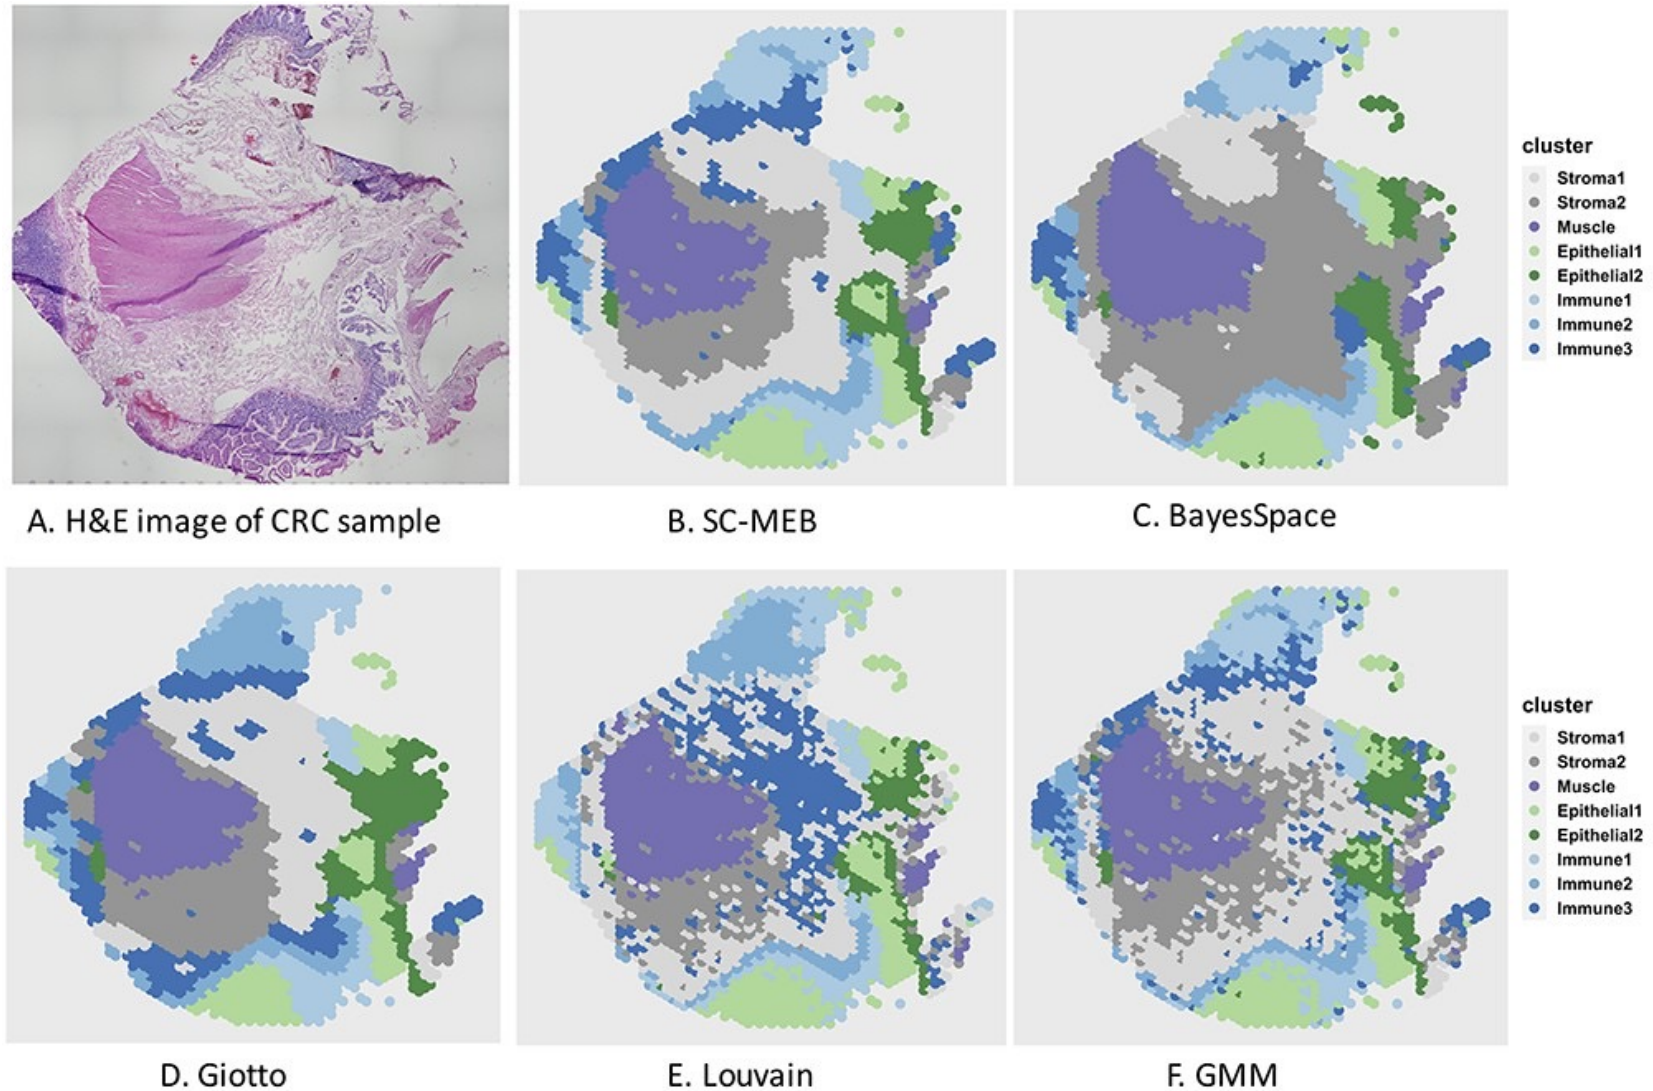 cluster
Stroma1
Stroma2
Muscle
Epithelial1
Epithelial2
Immune1
Immune2
Immune3
A. H&E image of CRC sample
B. SC-MEB
C. BayesSpace
cluster
Stroma1
Stroma2
Muscle
Epithelial1
Epithelial2
Immune1
Immune2
Immune3
D. Giotto
E. Louvain
F. GMM